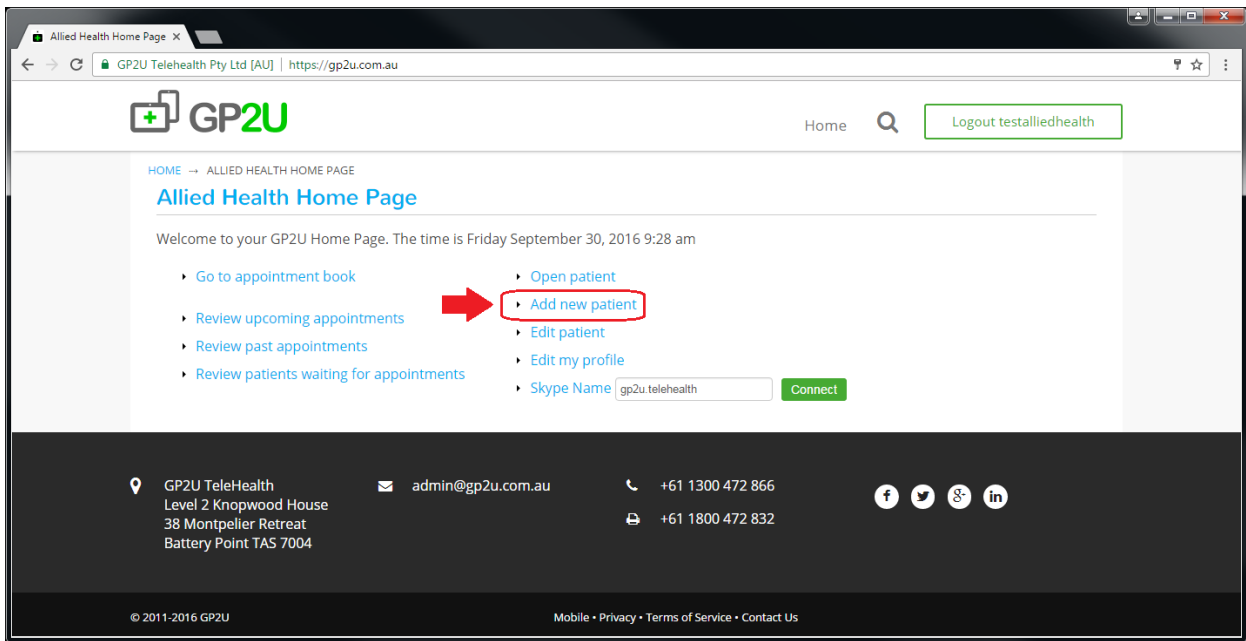 Allied Health Home Page
GP2U Telehealth Pty Ltd [AU] | https://gp2u.com.au
GP2U
Home
Logout testalliedhealth
HOME → ALLIED HEALTH HOME PAGE
Allied Health Home Page
Welcome to your GP2U Home Page. The time is Friday September 30, 2016 9:28 am
Go to appointment book
Review upcoming appointments
Review past appointments
Review patients waiting for appointments
Open patient
Add new patient
Edit patient
Edit my profile
Skype Name gp2u.telehealth Connect
GP2U TeleHealth
Level 2 Knopwood House
38 Montpelier Retreat
Battery Point TAS 7004
admin@gp2u.com.au
+61 1300 472 866
+61 1800 472 832
© 2011-2016 GP2U
Mobile • Privacy • Terms of Service • Contact Us